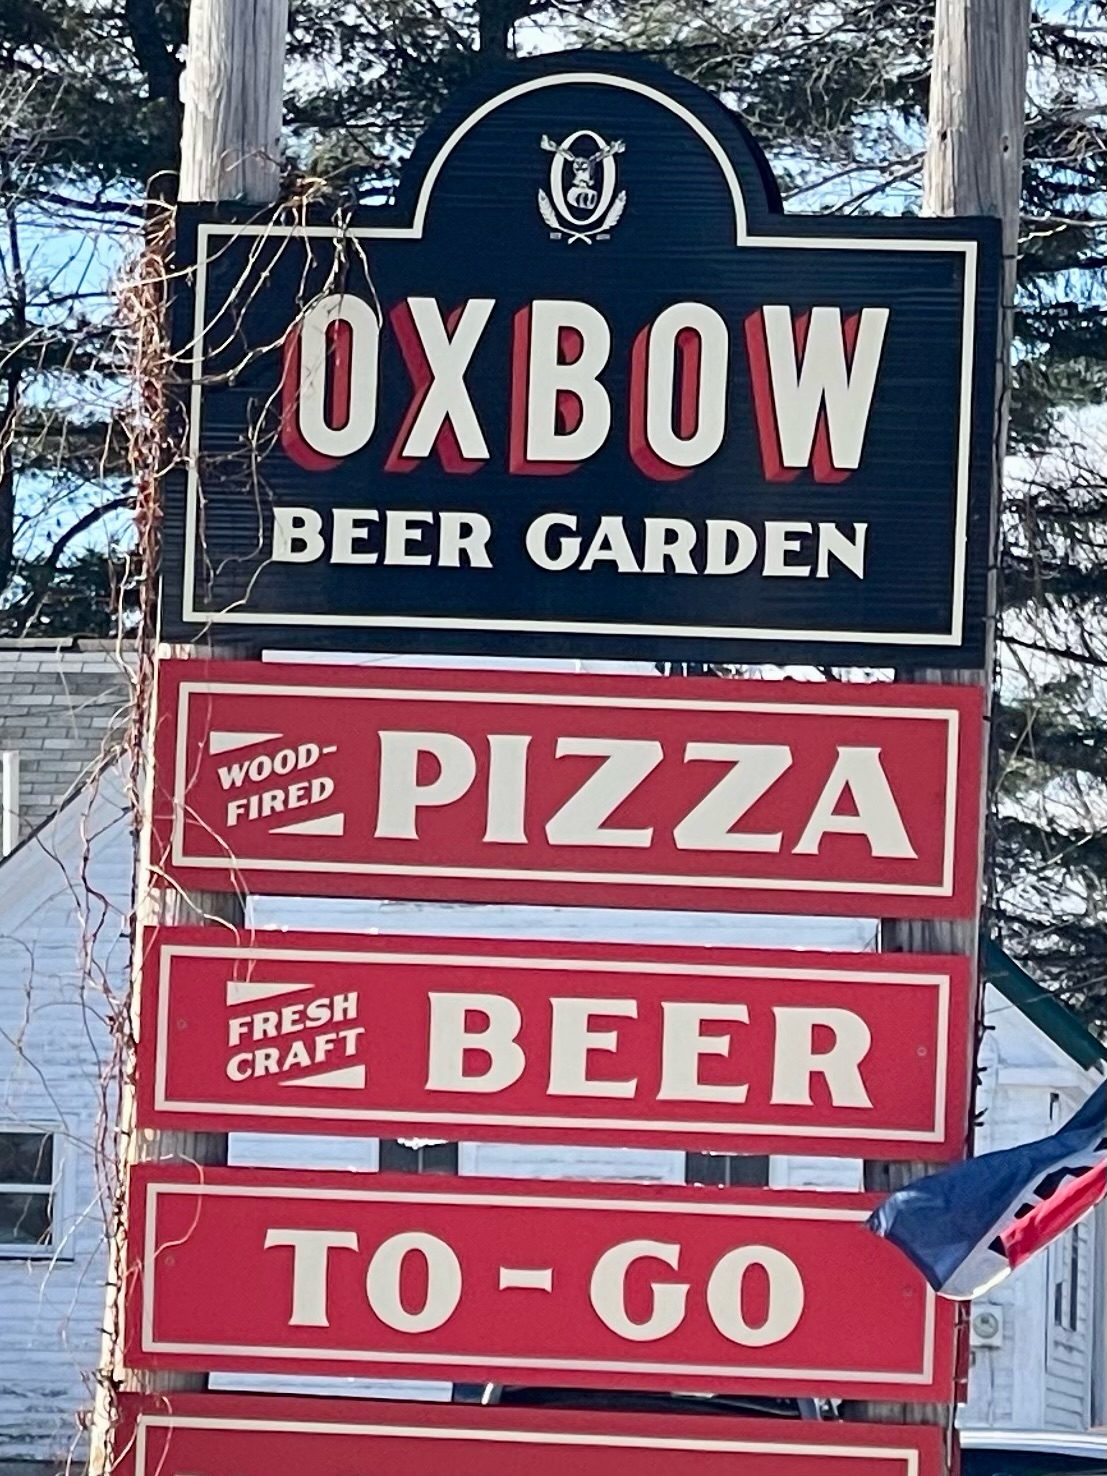 OXBOW
BEER GARDEN
WOOD-
FIRED
PIZZA
FRESH
CRAFT
BEER
TO-GO